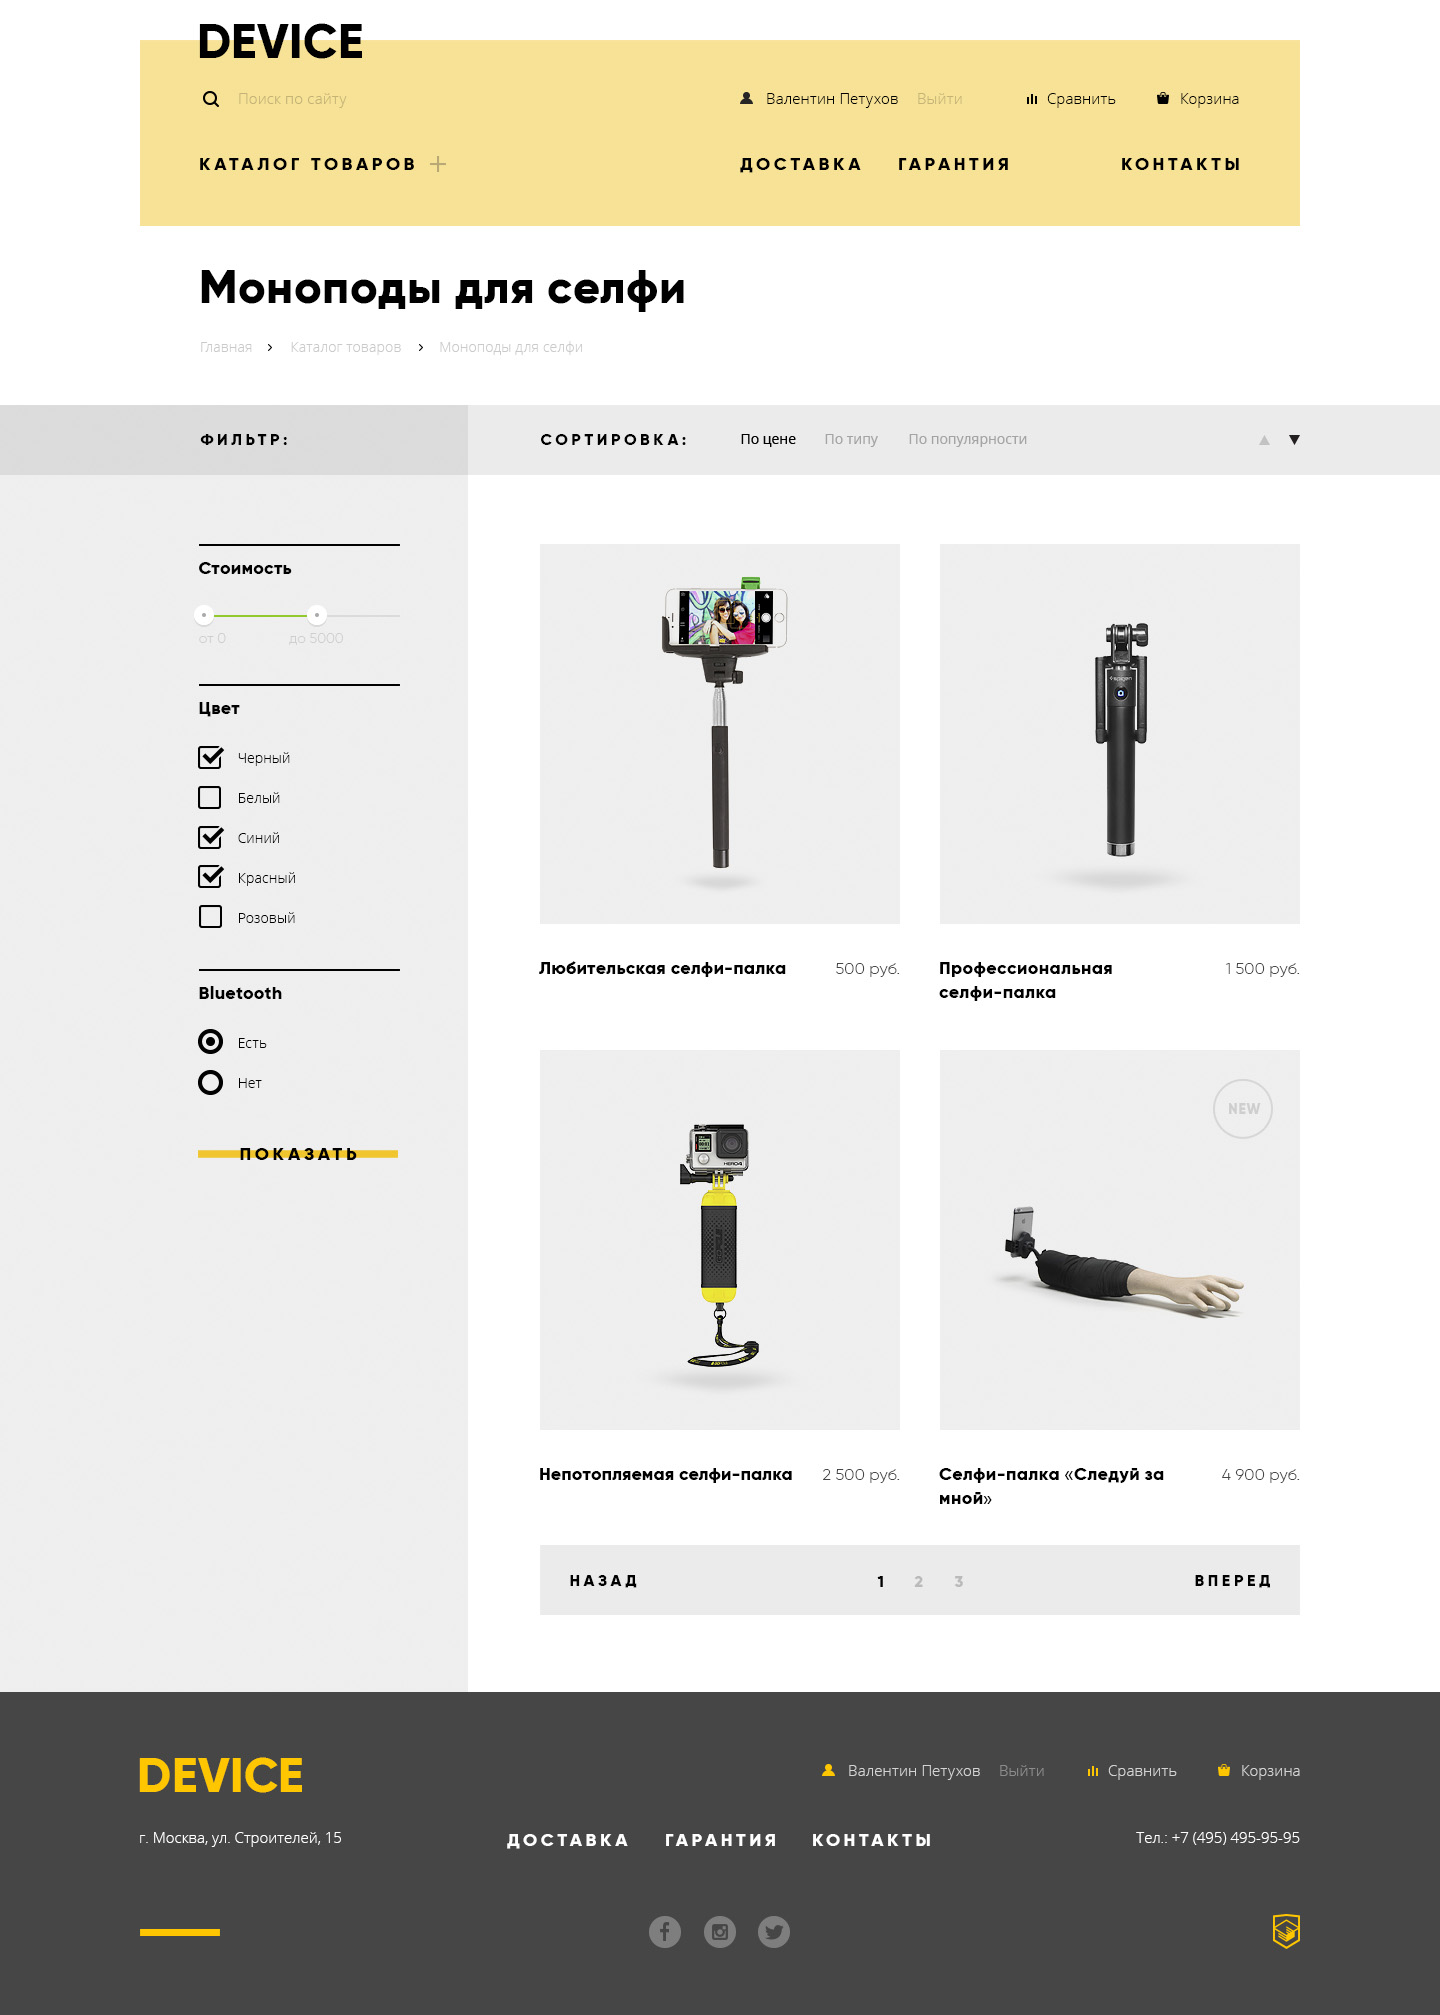 DEVICE
Поиск по сайту
Валентин Петухов Выйти Сравнить Корзина
КАТАЛОГ ТОВАРОВ ДОСТАВКА ГАРАНТИЯ КОНТАКТЫ
Моноподы для селфи
Главная Каталог товаров Моноподы для селфи
ФИЛЬТР: СОРТИРОВКА: По цене По типу По популярности
Стоимость
от 0 до 5000
Цвет
Черный
Белый
Синий
Красный
Розовый
Bluetooth
Есть
Нет
ПОКАЗАТЬ
spigen
Любительская селфи-палка 500 руб.
Профессиональная 1 500 руб.
селфи-палка
HERO4
NEW
Непотопляемая селфи-палка 2 500 руб.
Селфи-палка «Следуй за 4 900 руб.
мной»
НАЗАД 1 2 3 ВПЕРЕД
DEVICE
Валентин Петухов Выйти Сравнить Корзина
г. Москва, ул. Строителей, 15 ДОСТАВКА ГАРАНТИЯ КОНТАКТЫ Тел.: +7 (495) 495-95-95